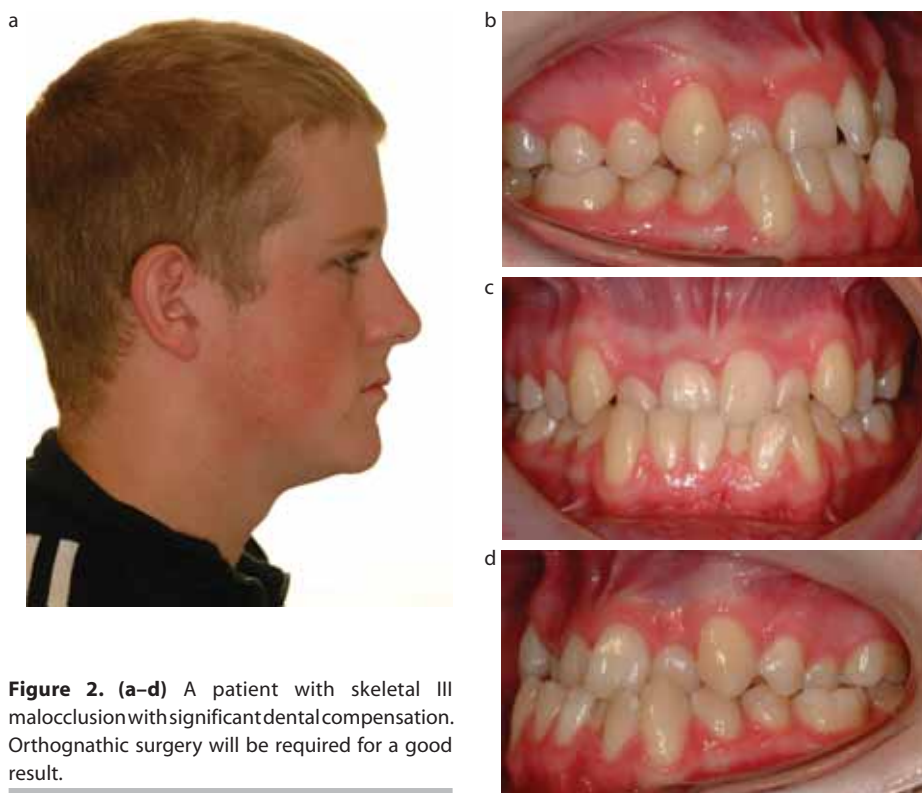 a
b
c
d
Figure 2. (a–d) A patient with skeletal III
malocclusion with significant dental compensation.
Orthognathic surgery will be required for a good
result.